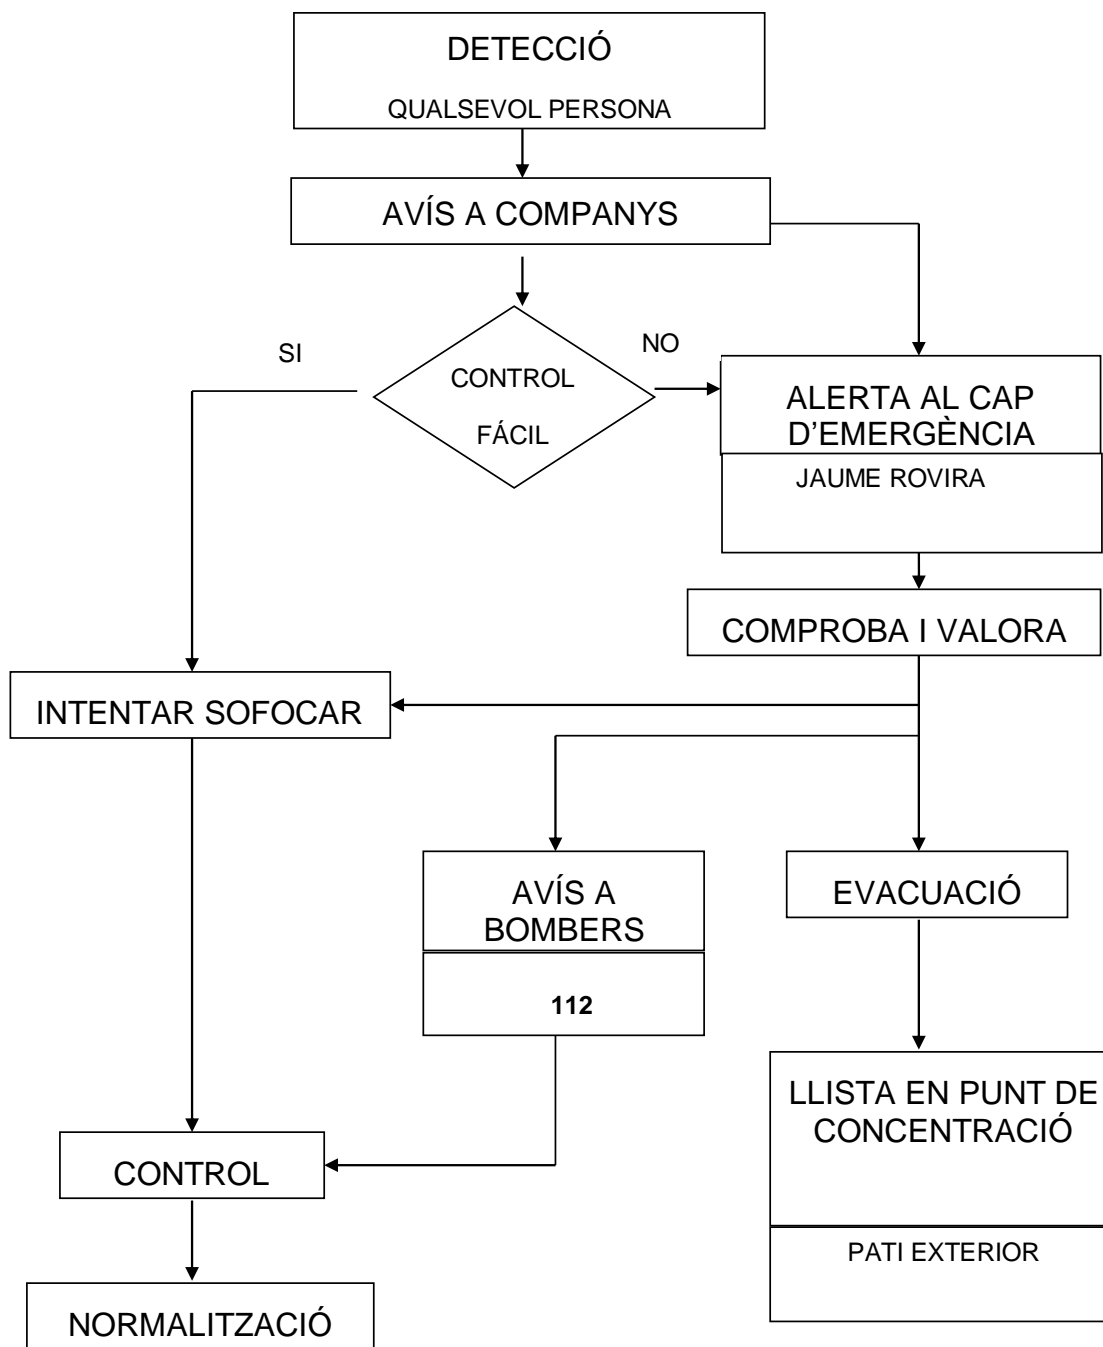 DETECCIÓ
QUALSEVOL PERSONA
AVÍS A COMPANYS
SI
NO
CONTROL
FÁCIL
ALERTA AL CAP
D'EMERGÈNCIA
JAUME ROVIRA
COMPROBA I VALORA
INTENTAR SOFOCAR
AVÍS A
BOMBERS
112
EVACUACIÓ
LLISTA EN PUNT DE
CONCENTRACIÓ
PATI EXTERIOR
CONTROL
NORMALITZACIÓ